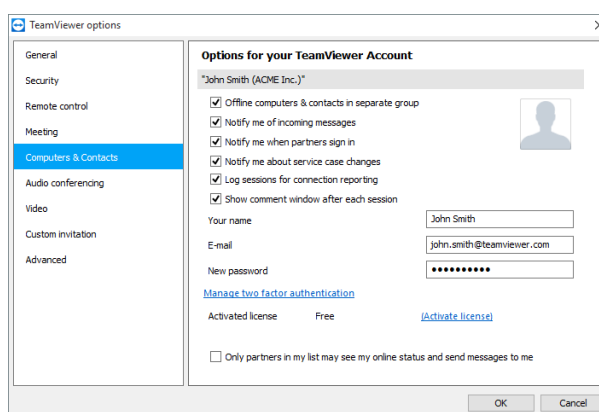 TeamViewer options
General
Security
Remote control
Meeting
Computers & Contacts
Audio conferencing
Video
Custom invitation
Advanced
Options for your TeamViewer Account
"John Smith (ACME Inc.)"
Offline computers & contacts in separate group
Notify me of incoming messages
Notify me when partners sign in
Notify me about service case changes
Log sessions for connection reporting
Show comment window after each session
Your name John Smith
E-mail john.smith@teamviewer.com
New password ●●●●●●●●●●
Manage two factor authentication
Activated license Free (Activate license)
Only partners in my list may see my online status and send messages to me
OK Cancel